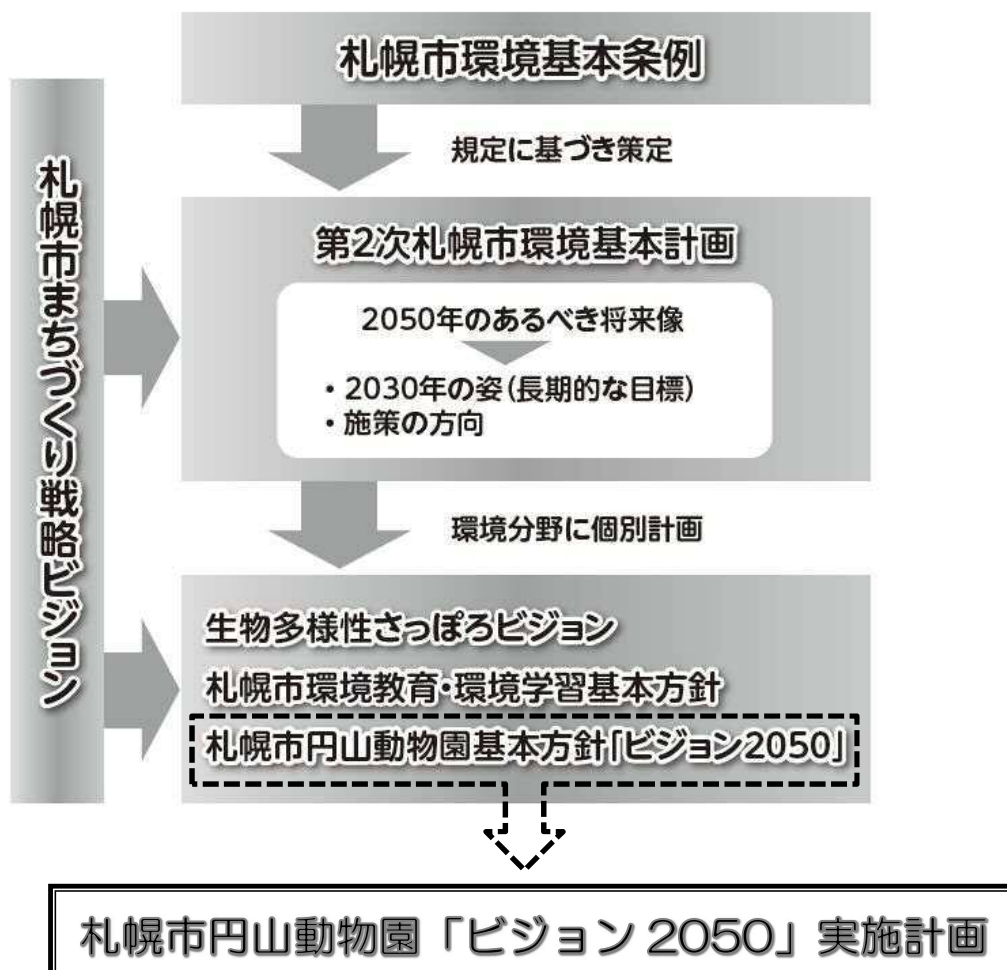 札幌市環境基本条例
規定に基づき策定
札幌市まちづくり戦略ビジョン
第2次札幌市環境基本計画
2050年のあるべき将来像
・2030年の姿(長期的な目標)
・施策の方向
環境分野に個別計画
生物多様性さっぽろビジョン
札幌市環境教育・環境学習基本方針
札幌市円山動物園基本方針「ビジョン2050」
札幌市円山動物園「ビジョン 2050」実施計画